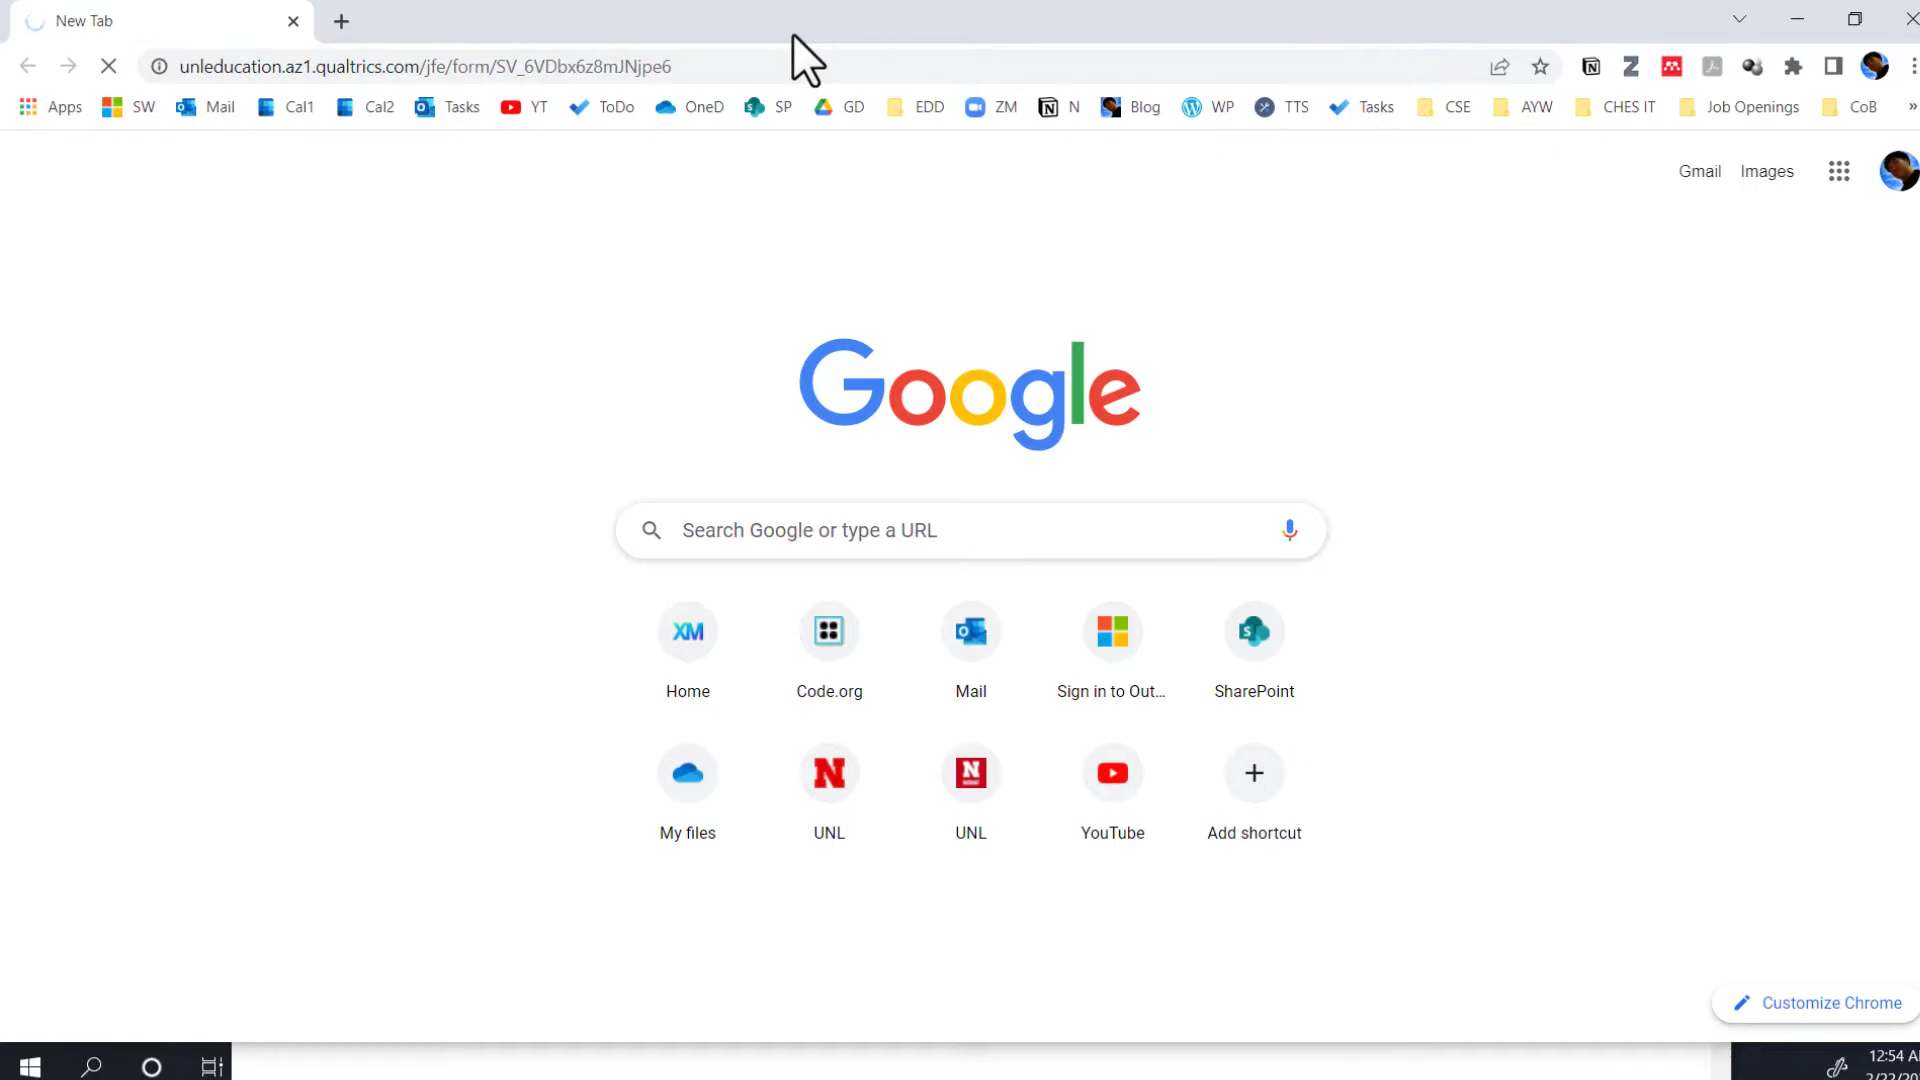 New Tab
unleducation.az1.qualtrics.com/jfe/form/SV_6VDbx6z8mJNjpe6
Apps SW Mail Cal1 Cal2 Tasks YT ToDo OneD SP GD EDD ZM N Blog WP TTS Tasks CSE AYW CHES IT Job Openings CoB »
Gmail Images
Google
Search Google or type a URL
XM
Home Code.org Mail Sign in to Out... SharePoint
N N
My files UNL UNL YouTube Add shortcut
Customize Chrome
12:54 A